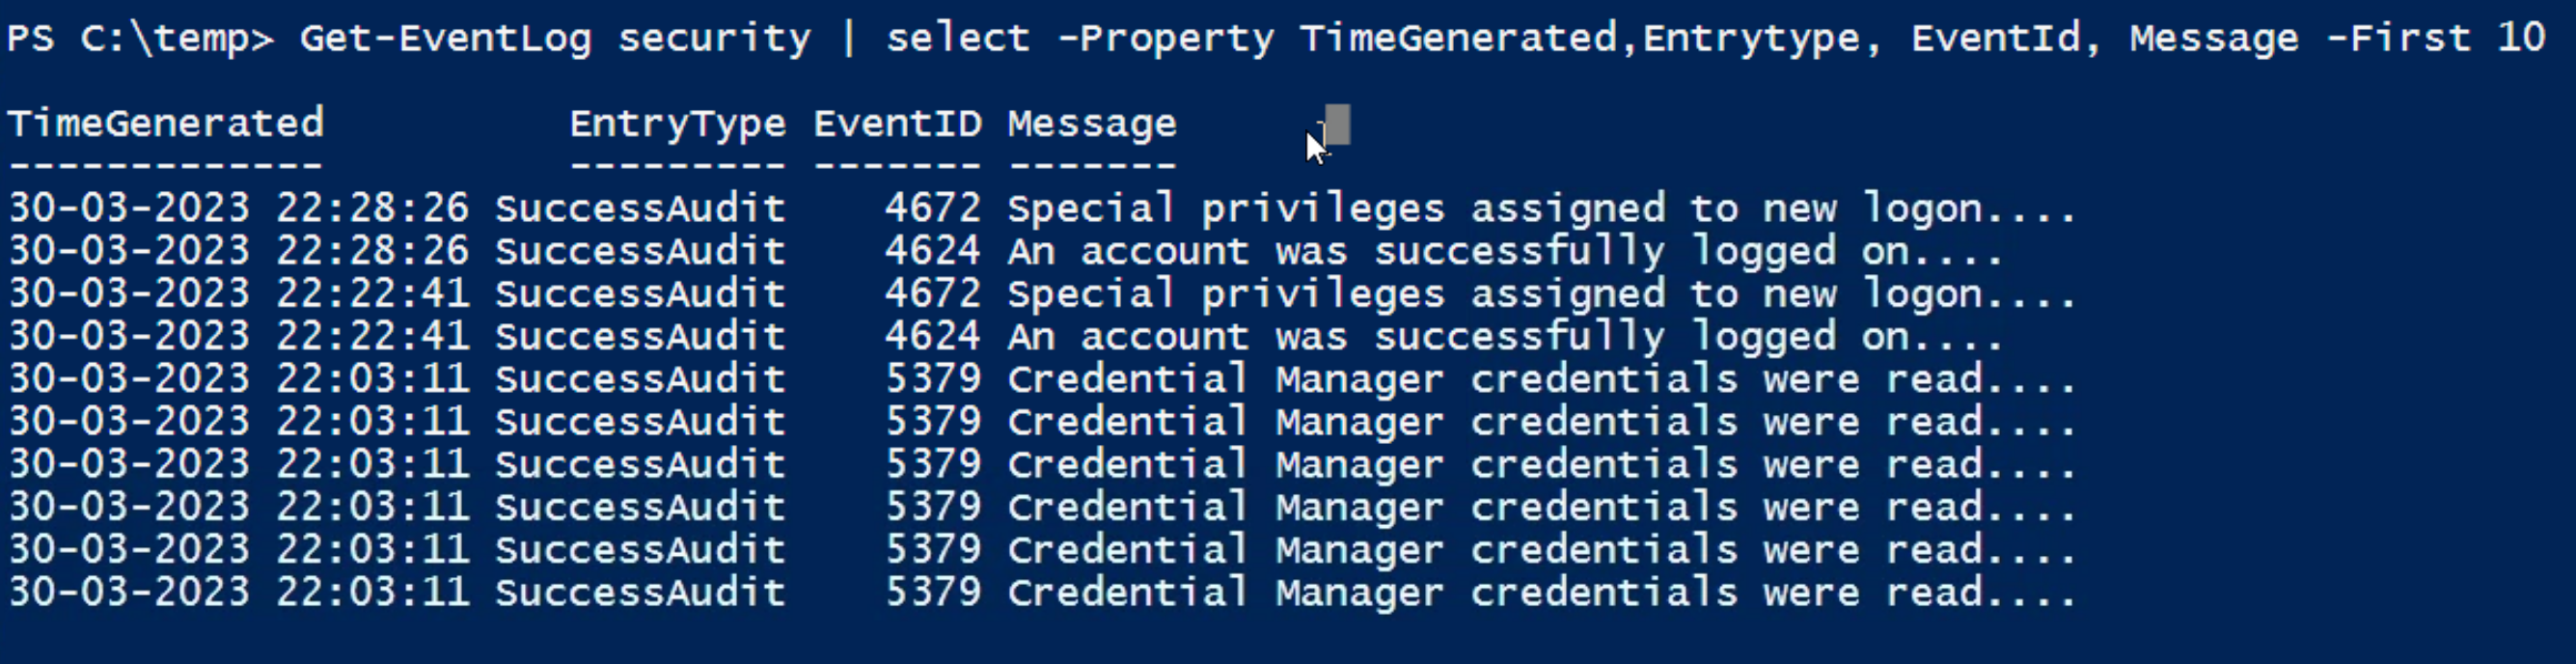 PS C:\temp> Get-EventLog security | select -Property TimeGenerated,Entrytype, EventId, Message -First 10
TimeGenerated EntryType EventID Message
------------- --------- ------- -------
30-03-2023 22:28:26 SuccessAudit 4672 Special privileges assigned to new logon....
30-03-2023 22:28:26 SuccessAudit 4624 An account was successfully logged on....
30-03-2023 22:22:41 SuccessAudit 4672 Special privileges assigned to new logon....
30-03-2023 22:22:41 SuccessAudit 4624 An account was successfully logged on....
30-03-2023 22:03:11 SuccessAudit 5379 Credential Manager credentials were read....
30-03-2023 22:03:11 SuccessAudit 5379 Credential Manager credentials were read....
30-03-2023 22:03:11 SuccessAudit 5379 Credential Manager credentials were read....
30-03-2023 22:03:11 SuccessAudit 5379 Credential Manager credentials were read....
30-03-2023 22:03:11 SuccessAudit 5379 Credential Manager credentials were read....
30-03-2023 22:03:11 SuccessAudit 5379 Credential Manager credentials were read....